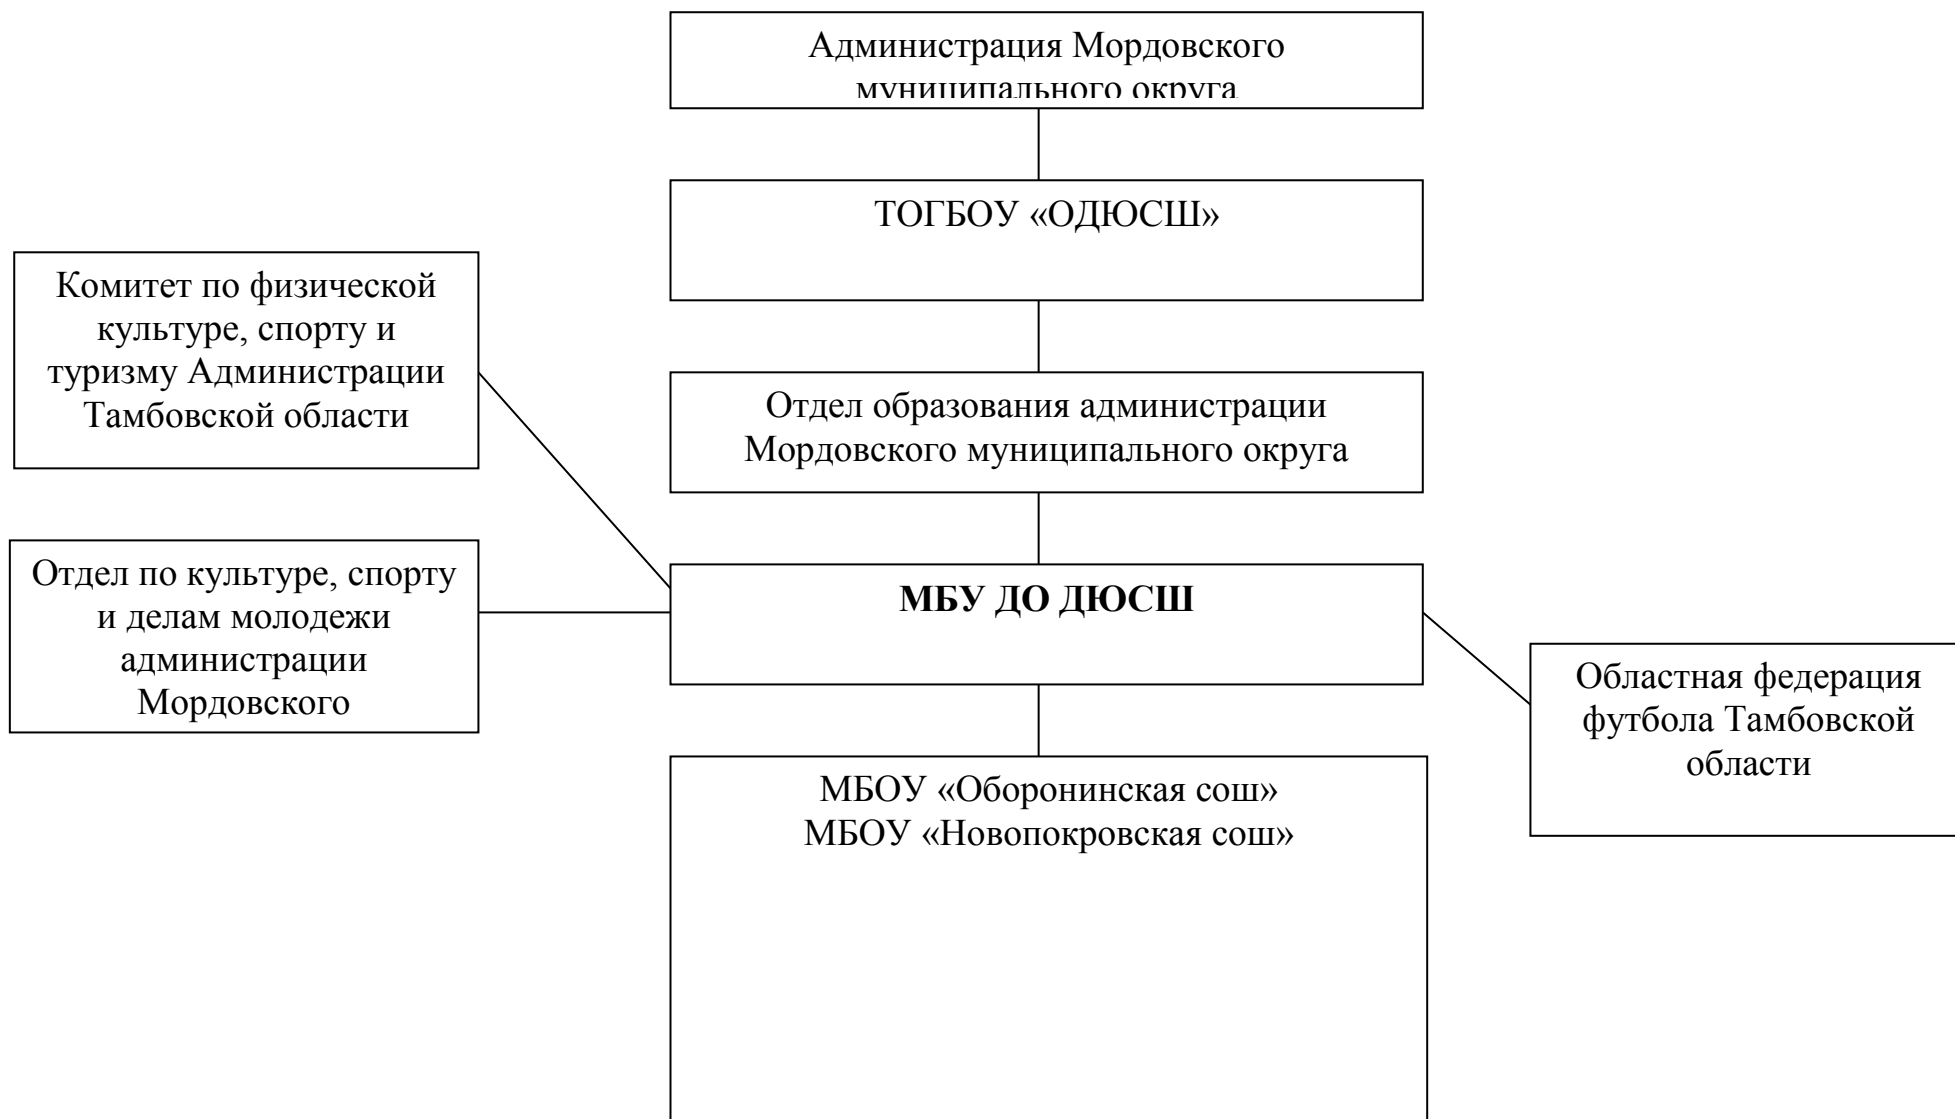 Администрация Мордовского
муниципального округа
ТОГБОУ «ОДЮСШ»
Комитет по физической
культуре, спорту и
туризму Администрации
Тамбовской области
Отдел образования администрации
Мордовского муниципального округа
Отдел по культуре, спорту
и делам молодежи
администрации
Мордовского
МБУ ДО ДЮСШ
Областная федерация
футбола Тамбовской
области
МБОУ «Оборонинская сош»
МБОУ «Новопокровская сош»